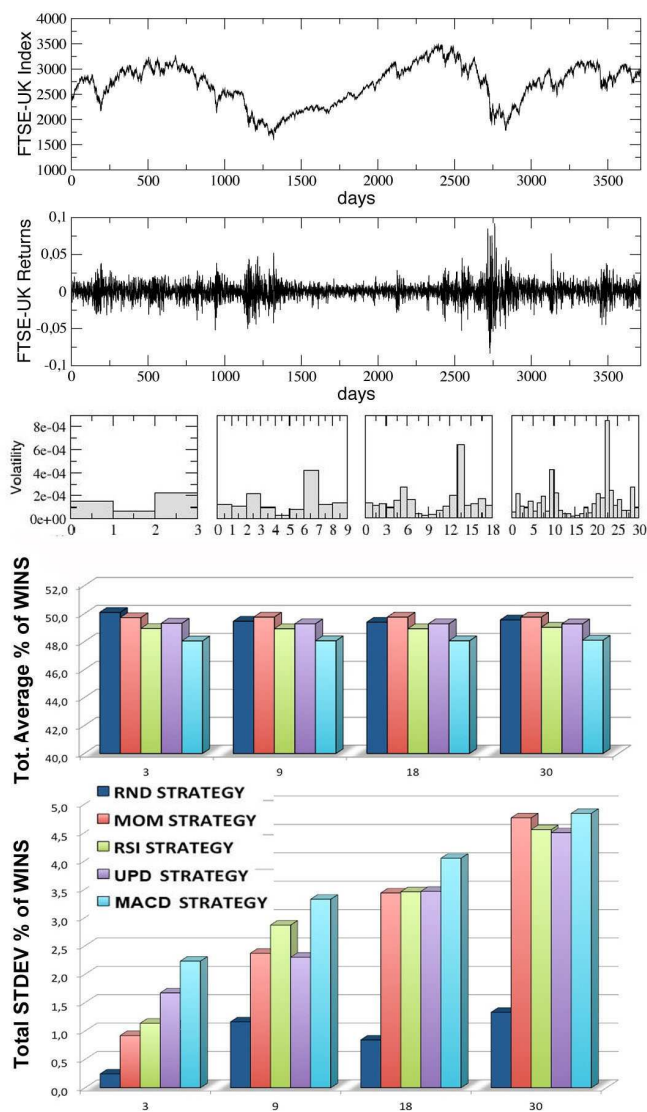 4000
3500
3000
2500
2000
1500
1000
FTSE-UK Index
0 500 1000 1500 2000 2500 3000 3500
days
0,1
0,05
0
-0,05
-0,1
FTSE-UK Returns
0 500 1000 1500 2000 2500 3000 3500
days
8e-04
6e-04
4e-04
2e-04
0e+00
Volatility
0 1 2 3
0 1 2 3 4 5 6 7 8 9
0 3 6 9 12 15 18
0 5 10 15 20 25 30
Tot. Average % of WINS
52,0
50,0
48,0
46,0
44,0
42,0
40,0
3 9 18 30
RND STRATEGY
MOM STRATEGY
RSI STRATEGY
UPD STRATEGY
MACD STRATEGY
Total STDEV % of WINS
5,0
4,5
4,0
3,5
3,0
2,5
2,0
1,5
1,0
0,5
0,0
3 9 18 30